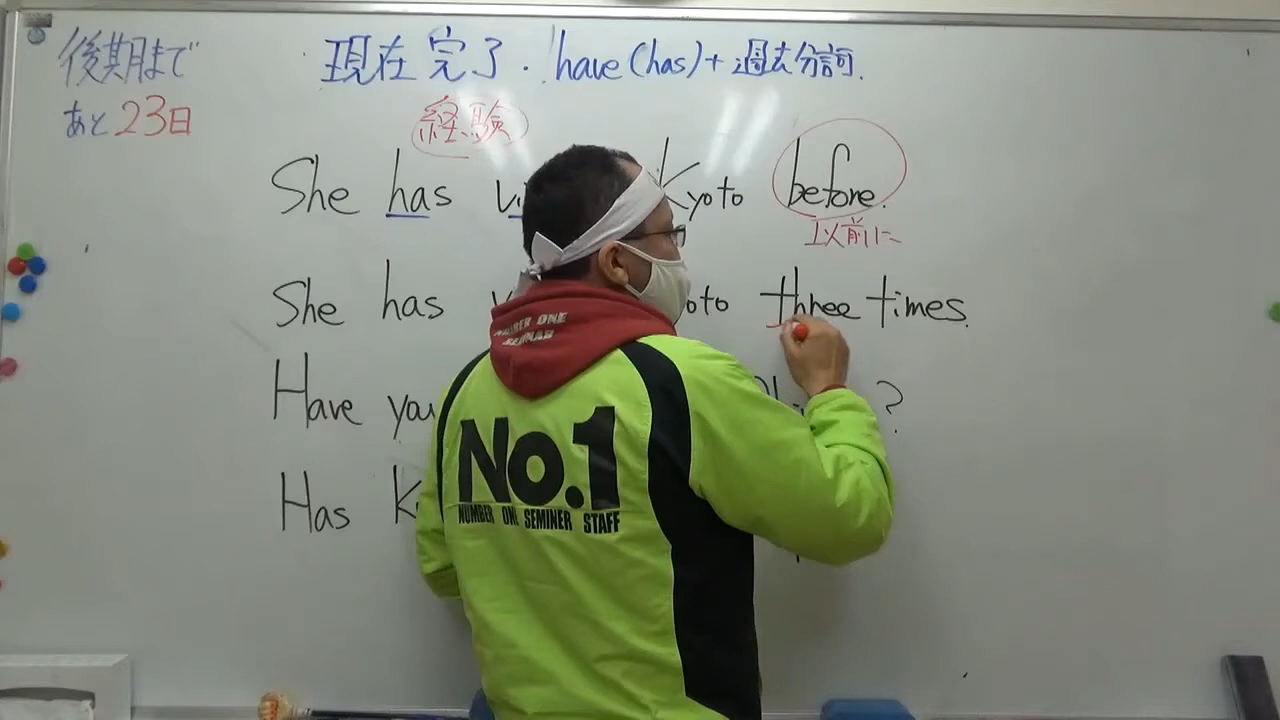 後期まで
あと23日
現在完了. have(has)+過去分詞.
経験
She has Kyoto before.
以前に
She has three times.
Have you ?
Has
NUMBER ONE
No.1
NUMBER ONE SEMINER STAFF